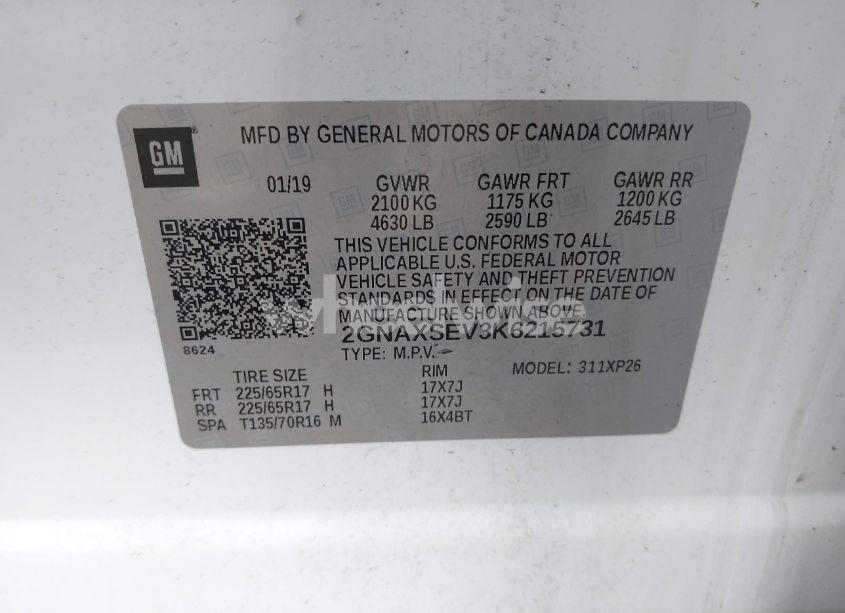 GM
MFD BY GENERAL MOTORS OF CANADA COMPANY
01/19 GVWR GAWR FRT GAWR RR
2100 KG 1175 KG 1200 KG
4630 LB 2590 LB 2645 LB
THIS VEHICLE CONFORMS TO ALL
APPLICABLE U.S. FEDERAL MOTOR
VEHICLE SAFETY AND THEFT PREVENTION
STANDARDS IN EFFECT ON THE DATE OF
MANUFACTURE SHOWN ABOVE.
2GNAXSEV3K6215731
8624
TYPE: M.P.V.
MODEL: 311XP26
TIRE SIZE RIM
FRT 225/65R17 H 17X7J
RR 225/65R17 H 17X7J
SPA T135/70R16 M 16X4BT